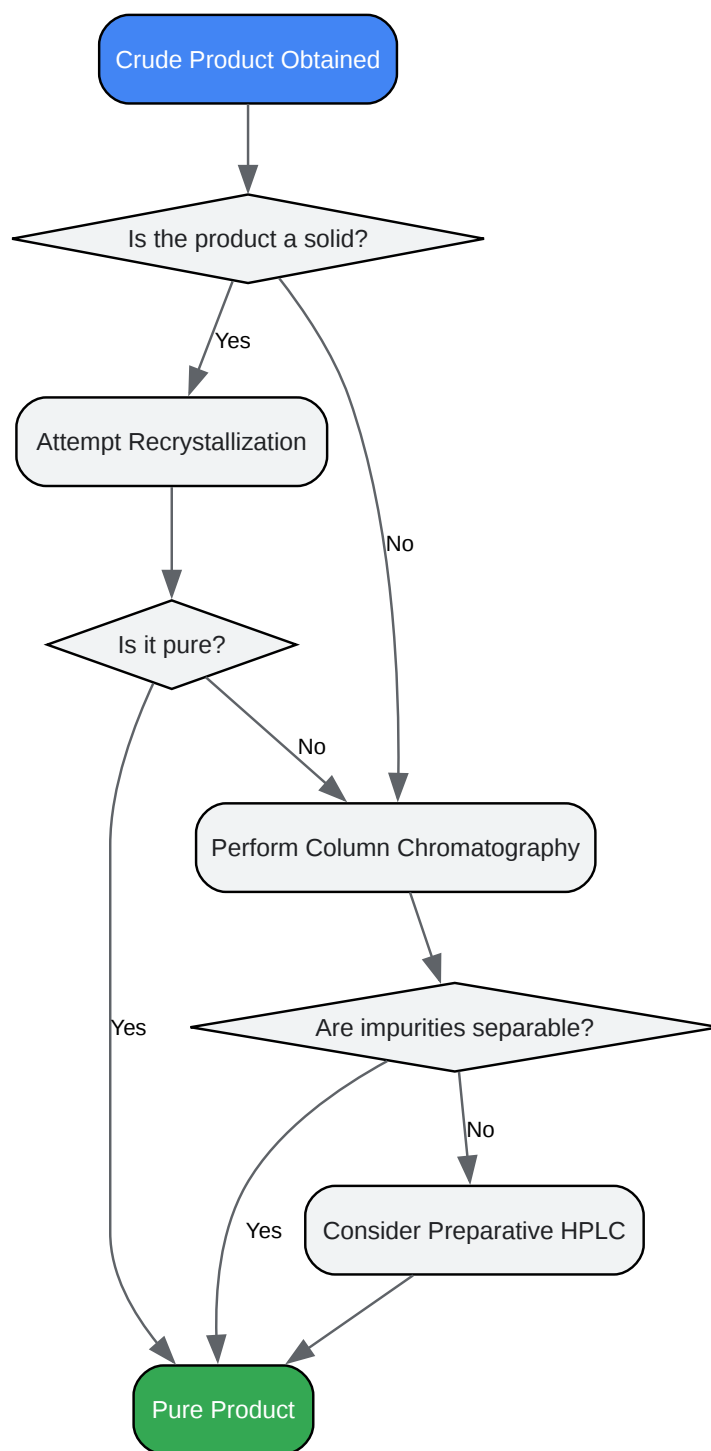 Crude Product Obtained
Is the product a solid?
Yes
Attempt Recrystallization
No
Is it pure?
No
Perform Column Chromatography
Yes
Are impurities separable?
No
Yes
Consider Preparative HPLC
Pure Product